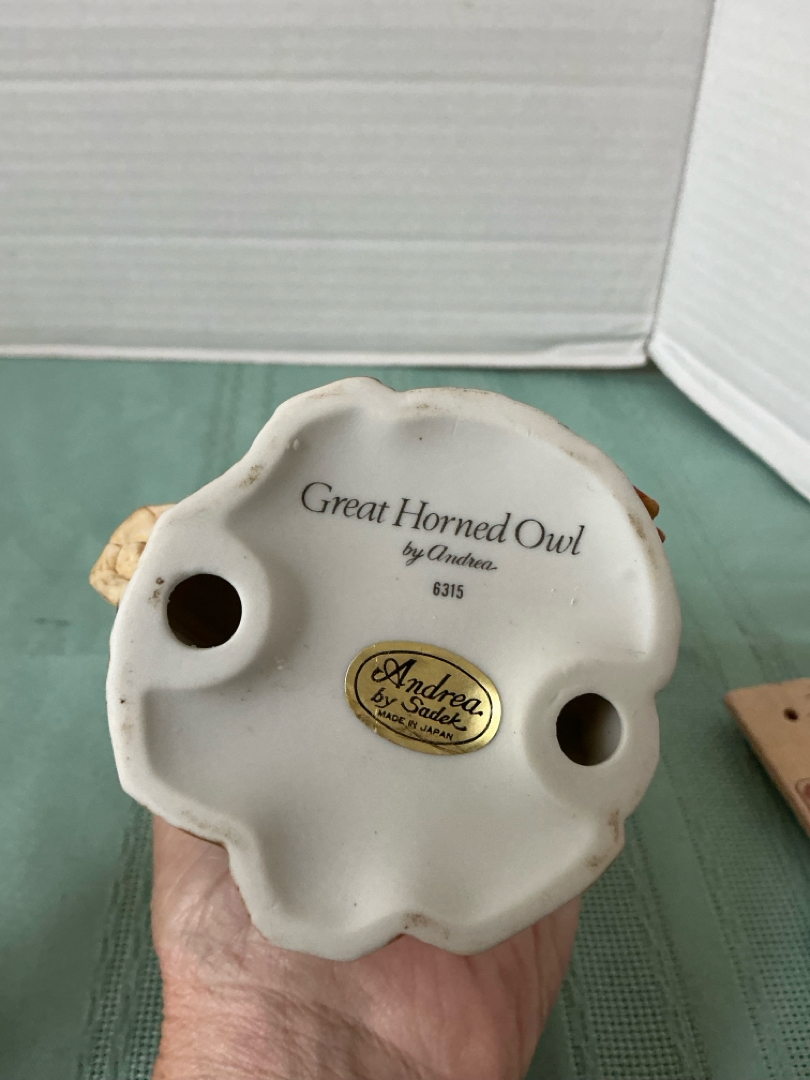 Great Horned Owl
by Andrea
6315
Andrea
by Sadek
MADE IN JAPAN